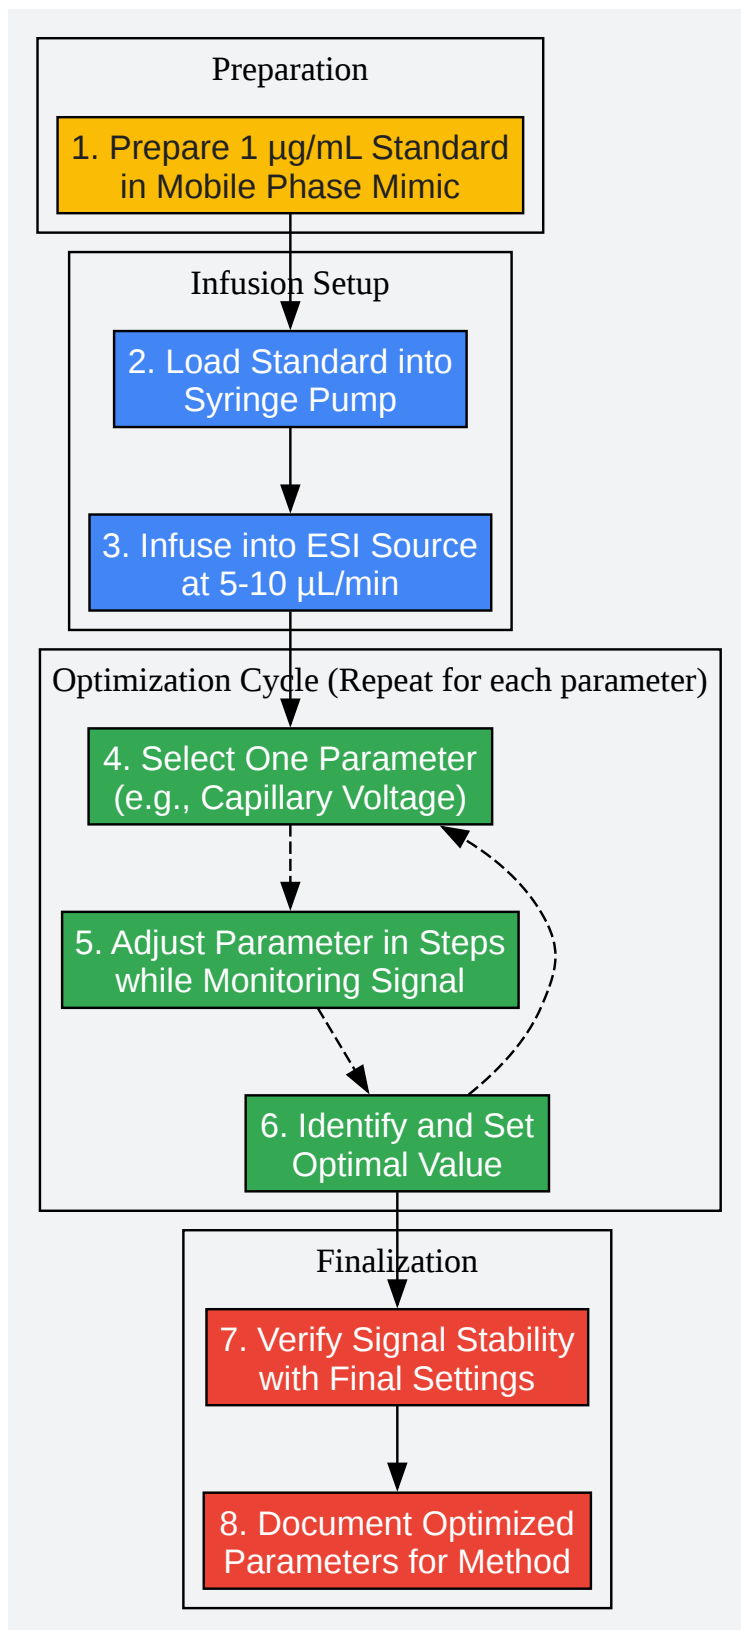 Preparation
1. Prepare 1 µg/mL Standard
in Mobile Phase Mimic
Infusion Setup
2. Load Standard into
Syringe Pump
3. Infuse into ESI Source
at 5-10 µL/min
Optimization Cycle (Repeat for each parameter)
4. Select One Parameter
(e.g., Capillary Voltage)
5. Adjust Parameter in Steps
while Monitoring Signal
6. Identify and Set
Optimal Value
Finalization
7. Verify Signal Stability
with Final Settings
8. Document Optimized
Parameters for Method